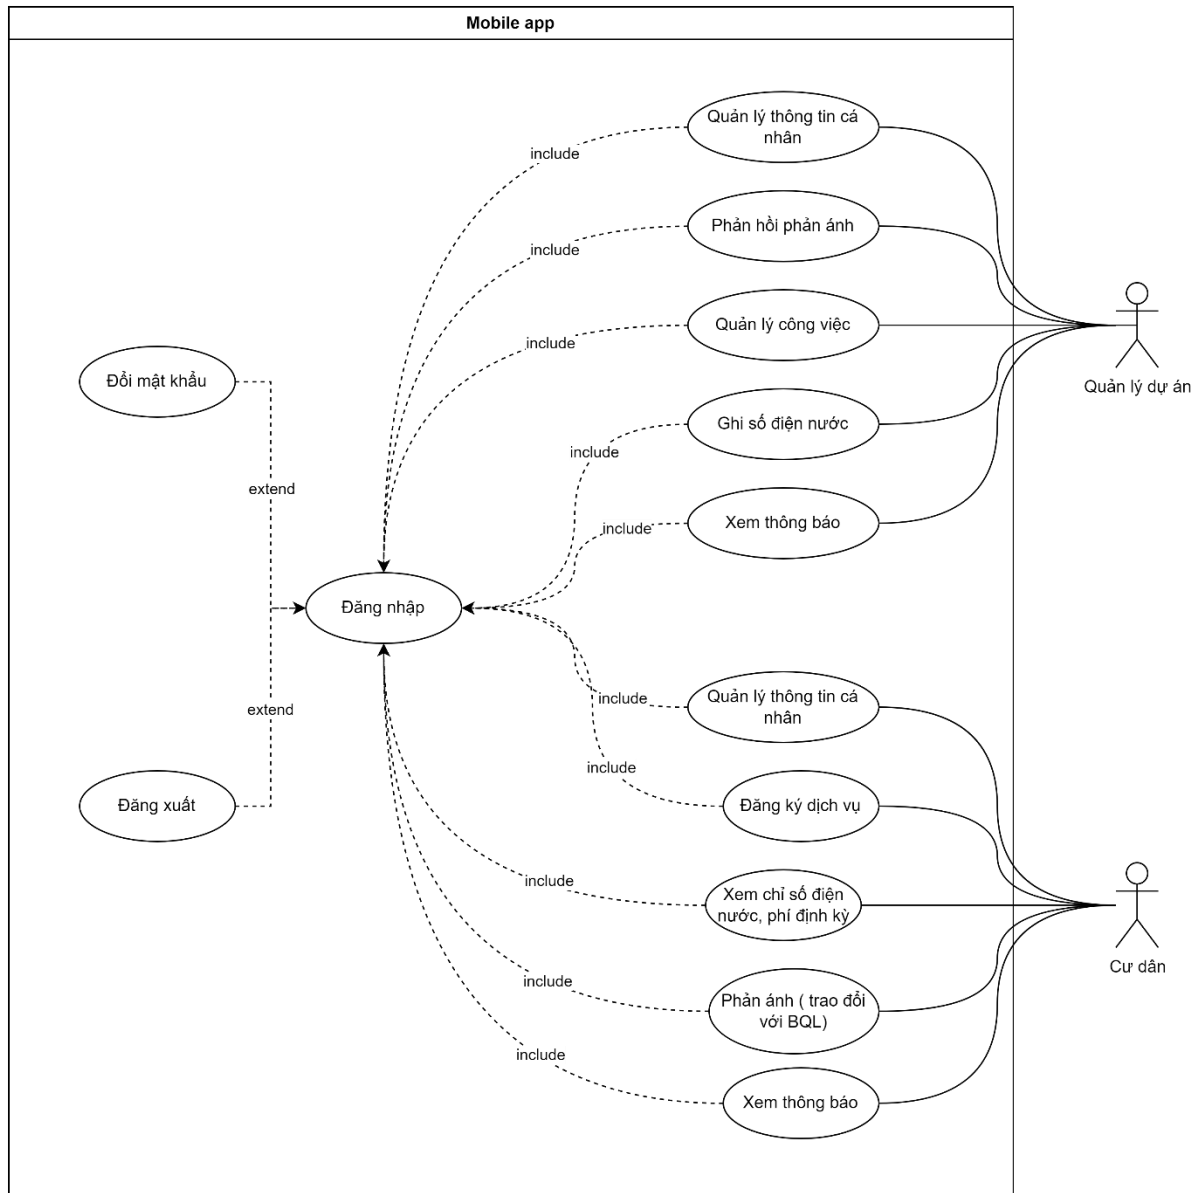 Mobile app
Quản lý thông tin cá
nhân
include
Phản hồi phản ánh
include
Quản lý công việc
include
Quản lý dự án
Đổi mật khẩu
Ghi số điện nước
include
extend
Xem thông báo
include
Đăng nhập
Quản lý thông tin cá
nhân
include
extend
include
Đăng xuất
Đăng ký dịch vụ
include
Xem chỉ số điện
nước, phí định kỳ
Cư dân
include
Phản ánh ( trao đổi
với BQL)
include
Xem thông báo